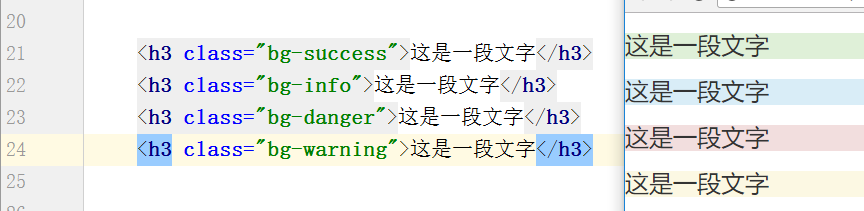 20
21 <h3 class="bg-success">这是一段文字</h3>
22 <h3 class="bg-info">这是一段文字</h3>
23 <h3 class="bg-danger">这是一段文字</h3>
24 <h3 class="bg-warning">这是一段文字</h3>
25
26
这是一段文字
这是一段文字
这是一段文字
这是一段文字